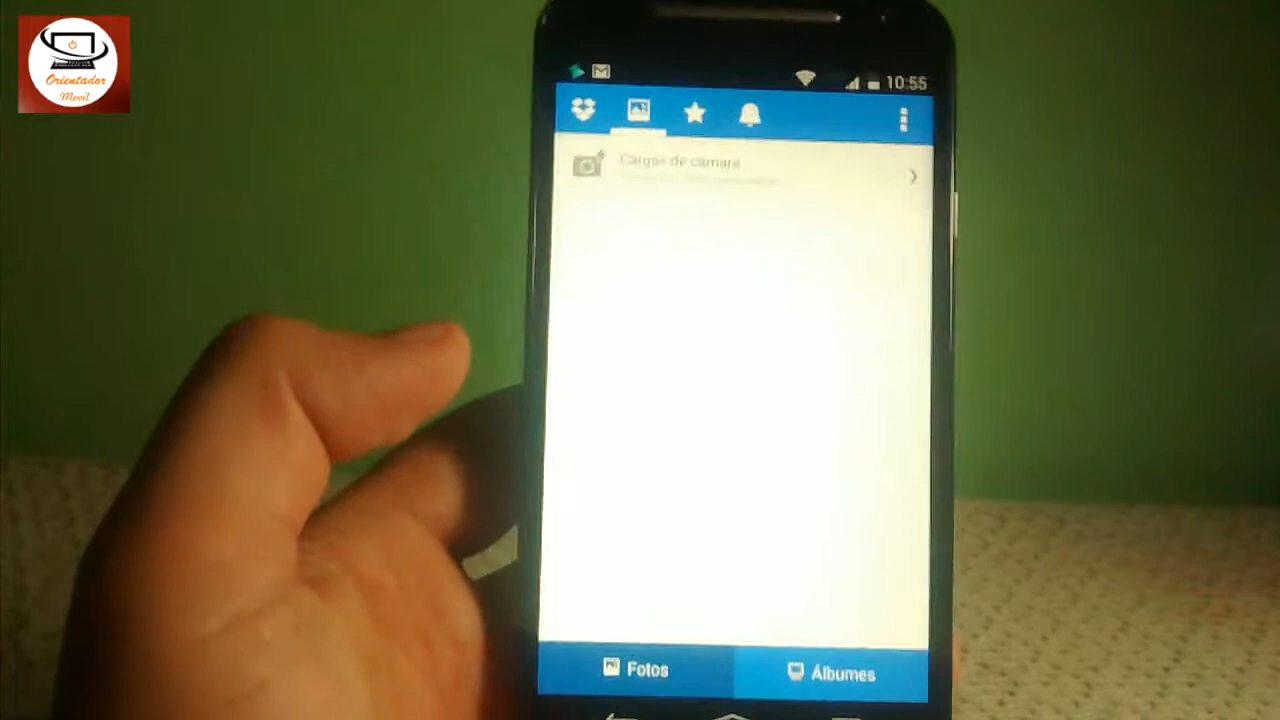 Orientador
Movil
10:55
Cargas de cámara
Fotos
Álbumes